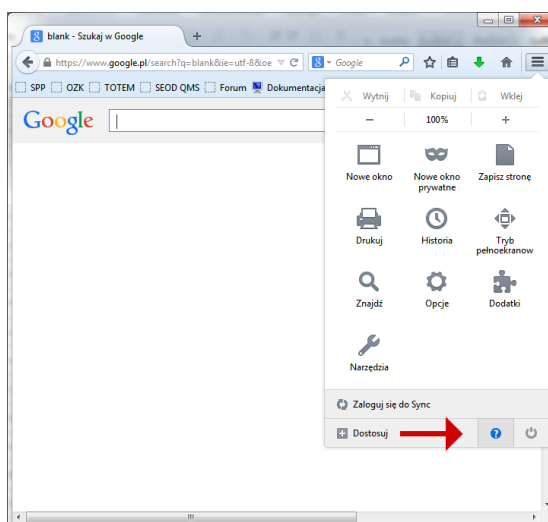 blank - Szukaj w Google
https://www.google.pl/search?q=blank&ie=utf-8&oe
Google
SPP OZK TOTEM SEOD QMS Forum Dokumentacja
Google
Wytnij Kopiuj Wklej
100%
Nowe okno
Nowe okno
prywatne
Zapisz stronę
Drukuj
Historia
Tryb
pełnoekranow
Znajdź
Opcje
Dodatki
Narzędzia
Zaloguj się do Sync
Dostosuj